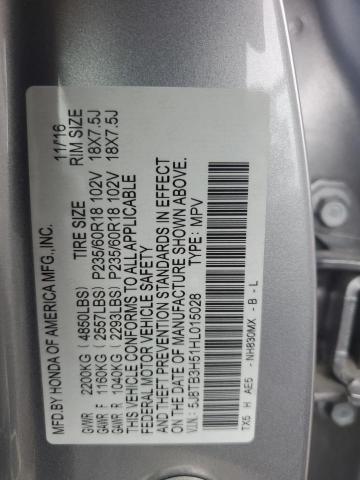 MFD.BY HONDA OF AMERICA MFG.,INC. 11/16
TIRE SIZE RIM SIZE
GVWR 2200KG (4850LBS)
GAWR F 1160KG (2557LBS) P235/60R18 102V 18X7.5J
GAWR R 1040KG (2293LBS) P235/60R18 102V 18X7.5J
THIS VEHICLE CONFORMS TO ALL APPLICABLE
FEDERAL MOTOR VEHICLE SAFETY
AND THEFT PREVENTION STANDARDS IN EFFECT
ON THE DATE OF MANUFACTURE SHOWN ABOVE.
V.I.N.: 5J8TB3H51HL015028 TYPE: MPV
TX5 H AE5 - NH830MX - B - L